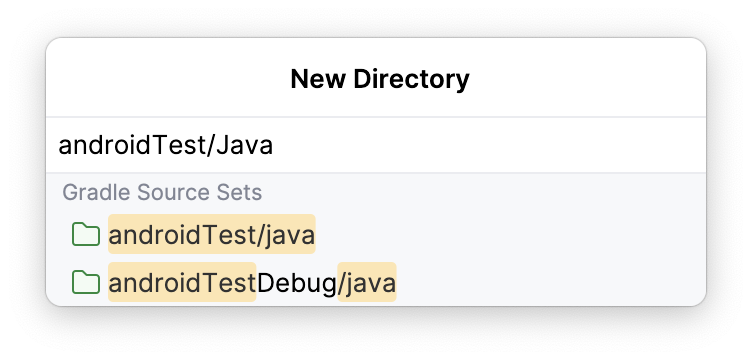 New Directory
androidTest/Java
Gradle Source Sets
androidTest/java
androidTestDebug/java